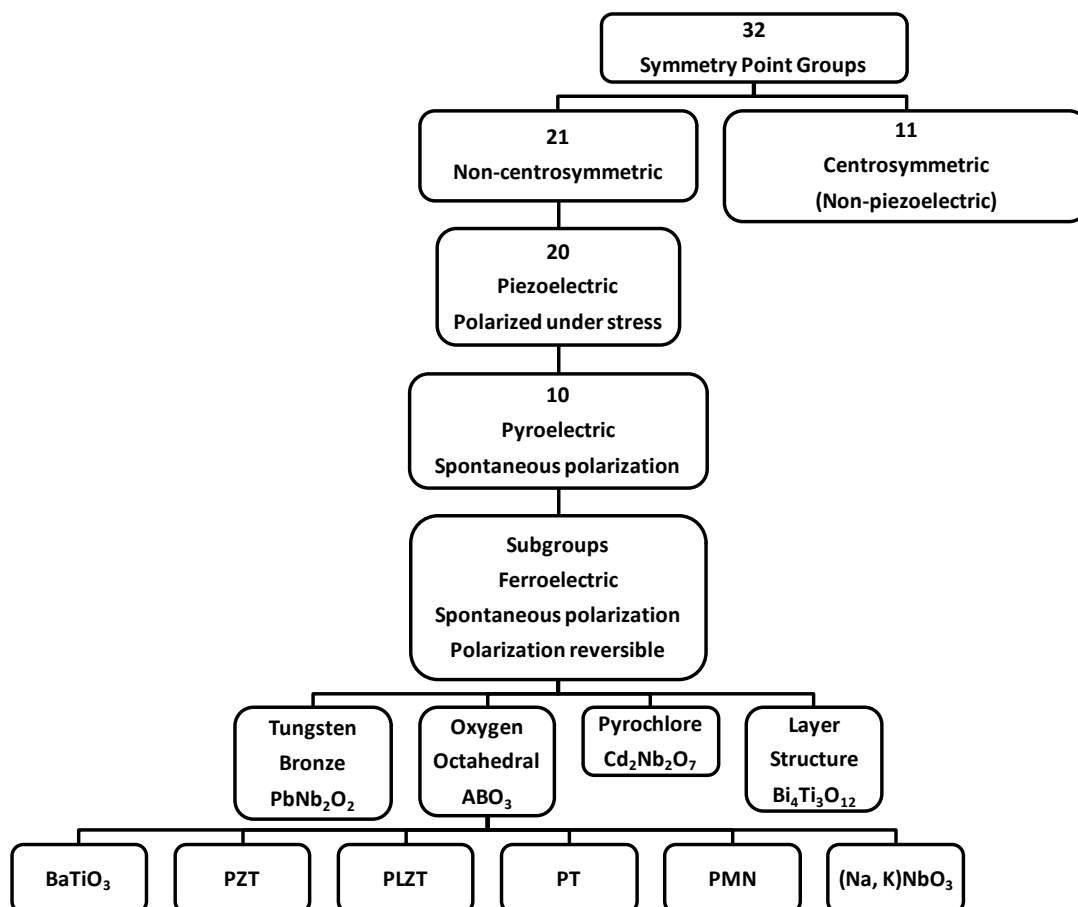 32
Symmetry Point Groups
21
Non-centrosymmetric
11
Centrosymmetric
(Non-piezoelectric)
20
Piezoelectric
Polarized under stress
10
Pyroelectric
Spontaneous polarization
Subgroups
Ferroelectric
Spontaneous polarization
Polarization reversible
Tungsten
Bronze
PbNb₂O₂
Oxygen
Octahedral
ABO₃
Pyrochlore
Cd₂Nb₂O₇
Layer
Structure
Bi₄Ti₃O₁₂
BaTiO₃
PZT
PLZT
PT
PMN
(Na, K)NbO₃